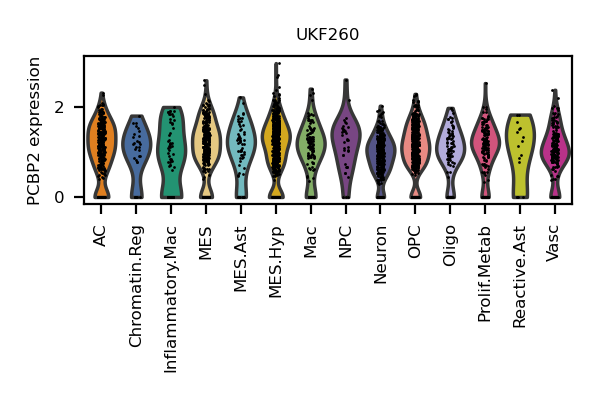 UKF260
PCBP2 expression
2
0
AC
Chromatin.Reg
Inflammatory.Mac
MES
MES.Ast
MES.Hyp
Mac
NPC
Neuron
OPC
Oligo
Prolif.Metab
Reactive.Ast
Vasc